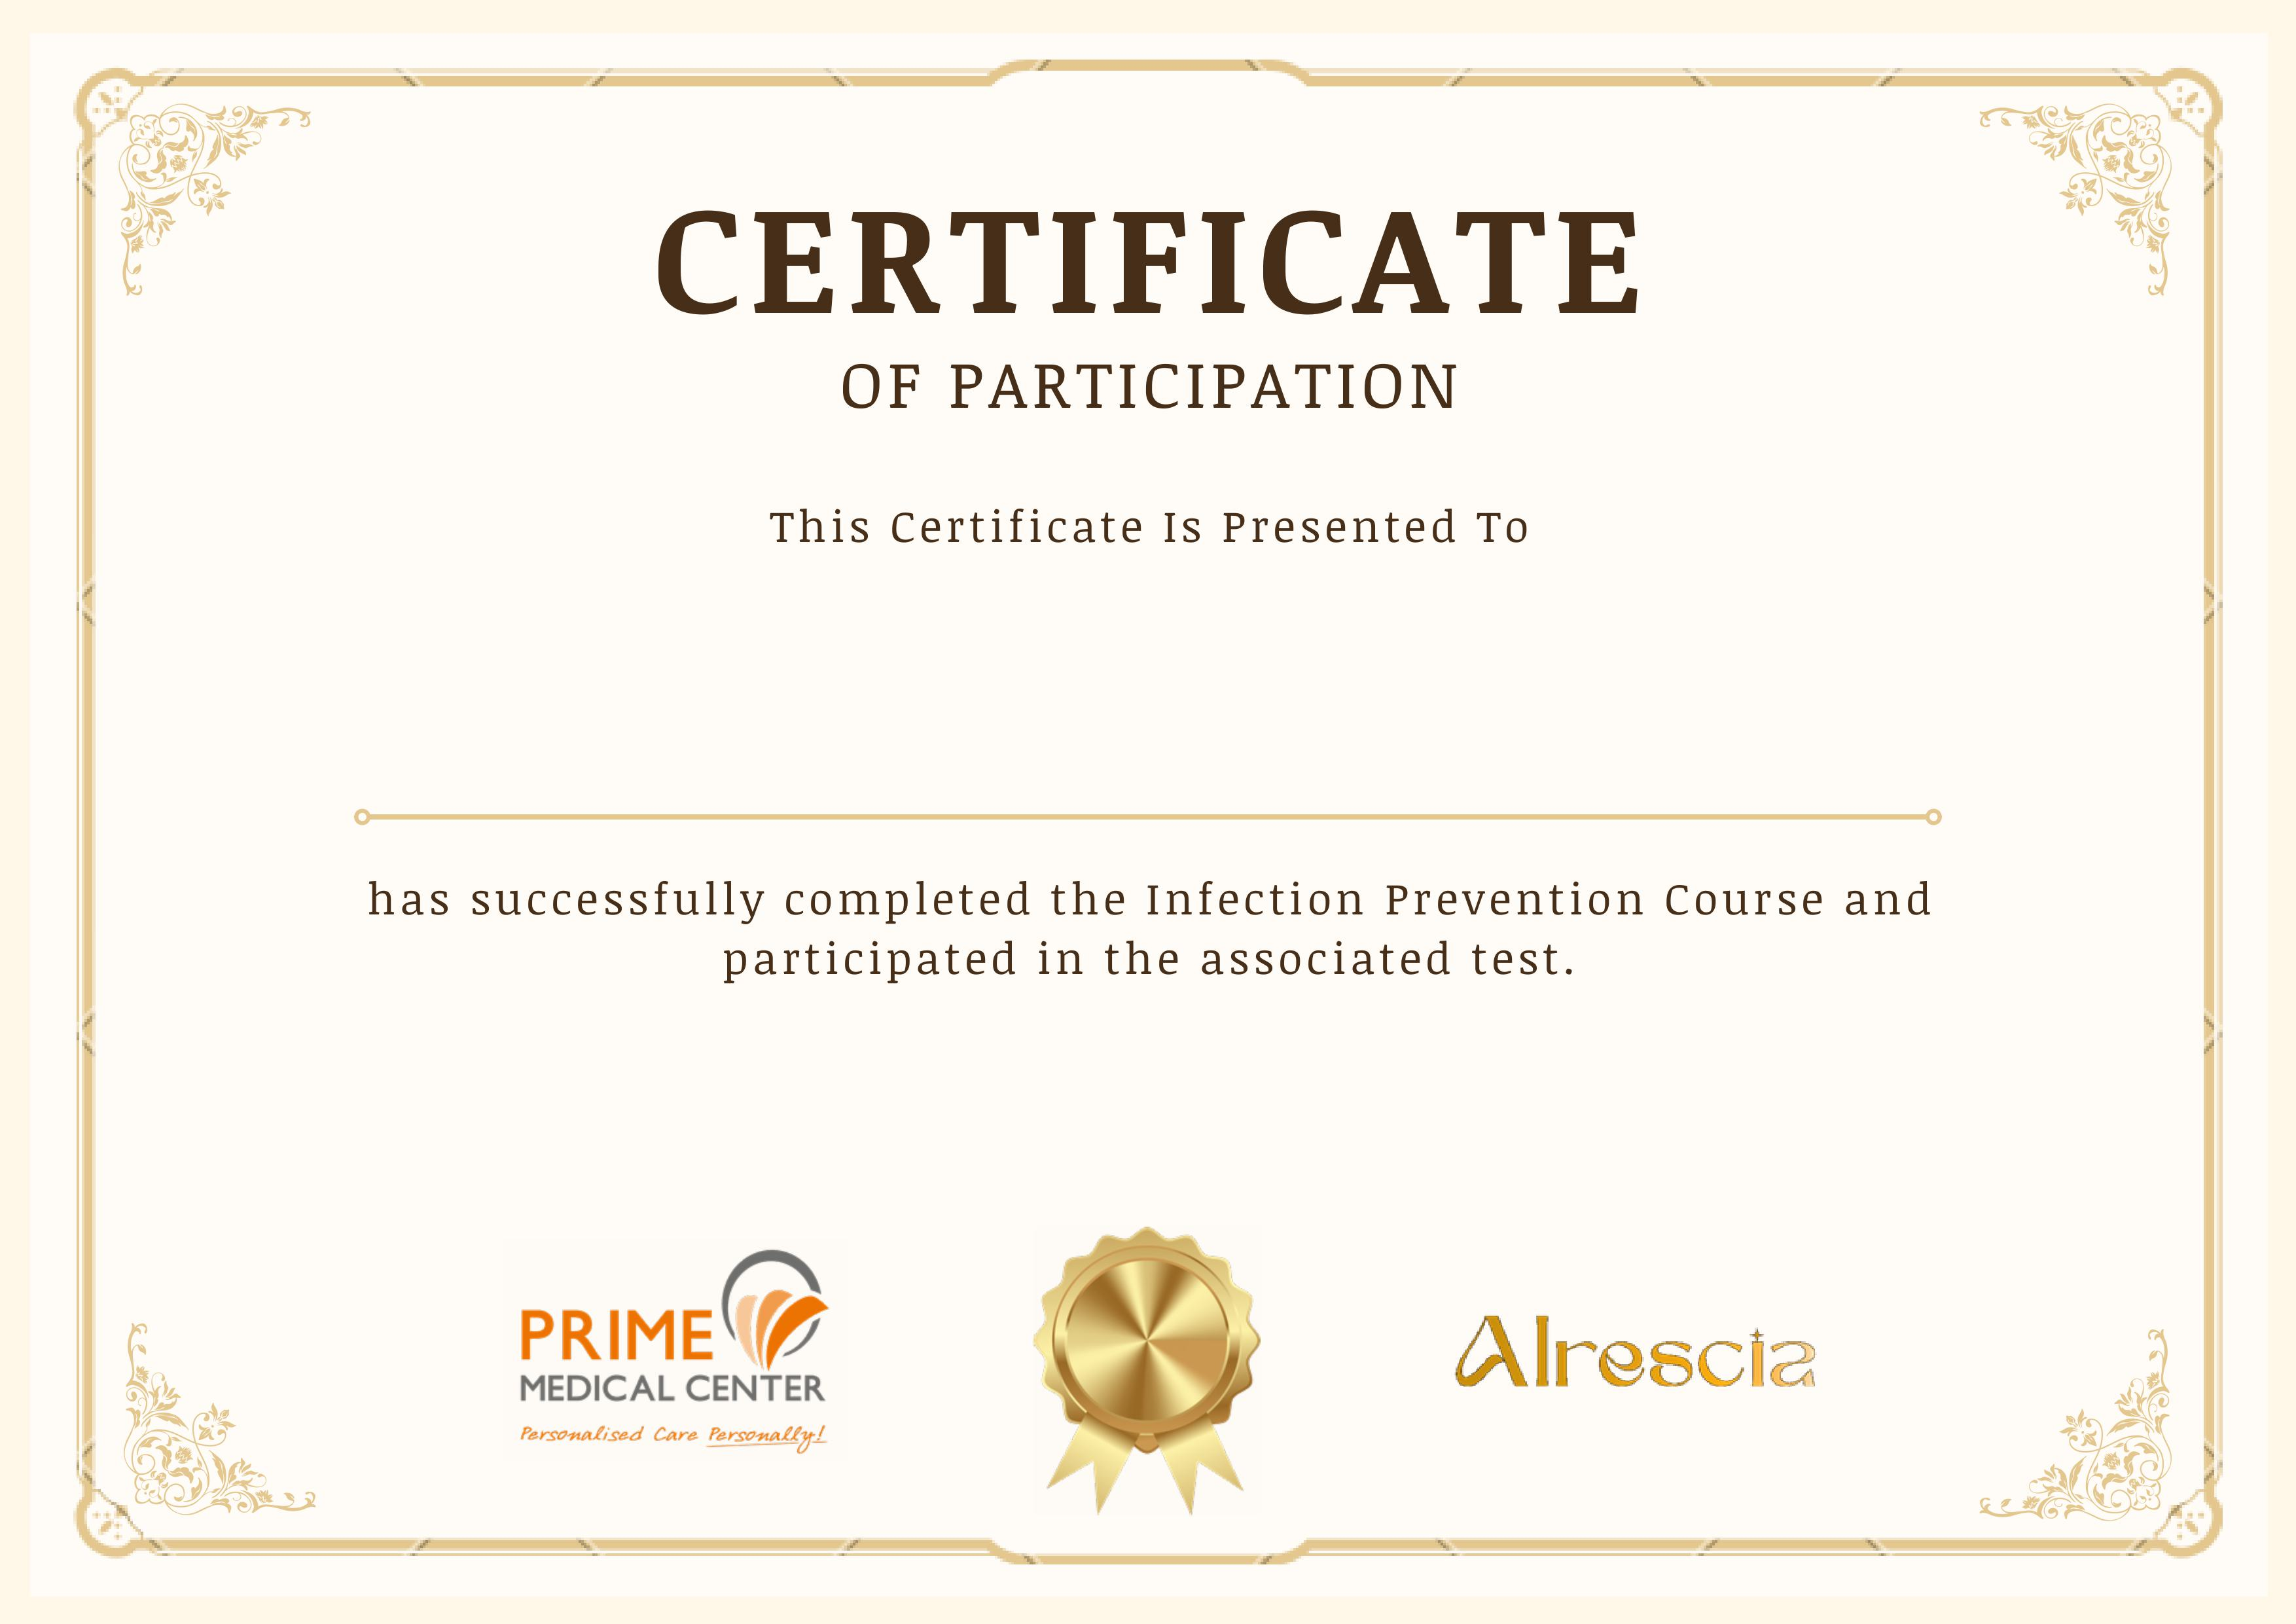 CERTIFICATE
OF PARTICIPATION
This Certificate Is Presented To
has successfully completed the Infection Prevention Course and
participated in the associated test.
PRIME
MEDICAL CENTER
Personalised Care Personally!
Alrescia